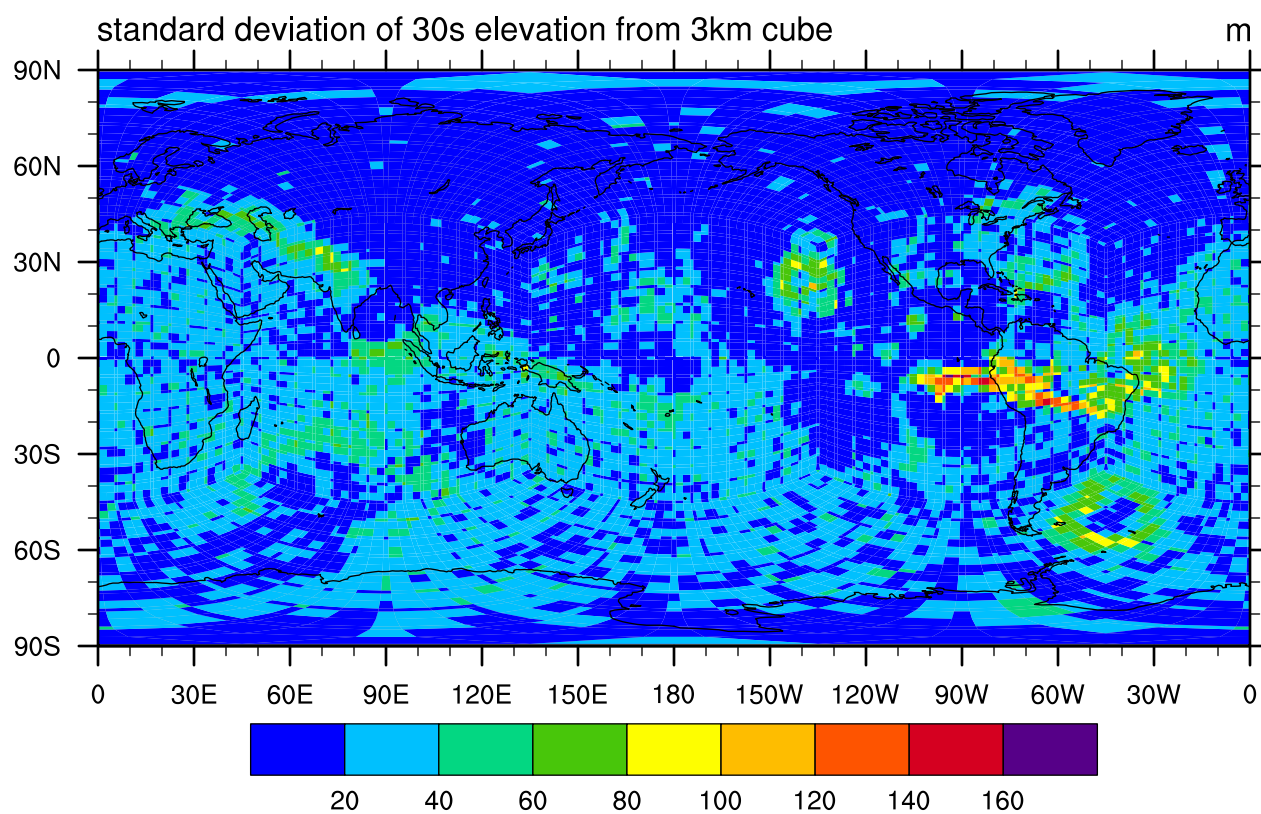 standard deviation of 30s elevation from 3km cube m
90N
60N
30N
0
30S
60S
90S
0 30E 60E 90E 120E 150E 180 150W 120W 90W 60W 30W 0
20 40 60 80 100 120 140 160